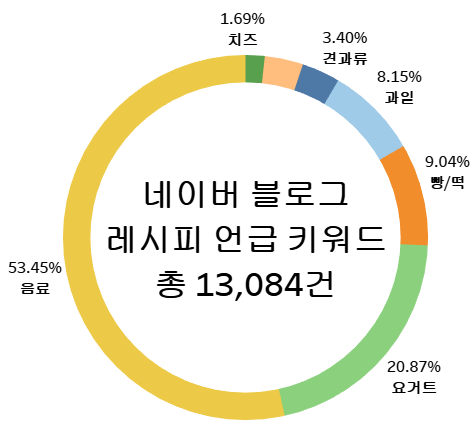 1.69%
치즈
3.40%
견과류
8.15%
과일
9.04%
빵/떡
20.87%
요거트
53.45%
음료
네이버 블로그
레시피 언급 키워드
총 13,084건